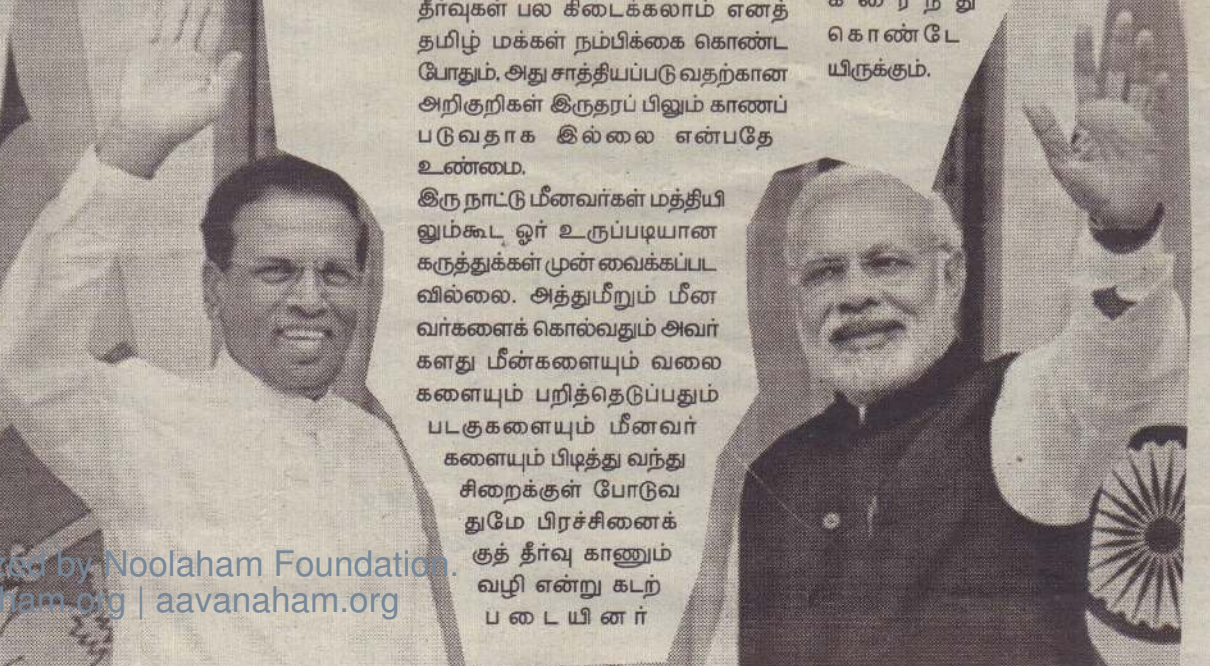 தீர்வுகள் பல கிடைக்கலாம் எனத்
தமிழ் மக்கள் நம்பிக்கை கொண்ட
போதும், அது சாத்தியப்படுவதற்கான
அறிகுறிகள் இருதரப் பிலும் காணப்
படுவதாக இல்லை என்பதே
உண்மை.
இரு நாட்டு மீனவர்கள் மத்தியி
லும்கூட ஓர் உருப்படியான
கருத்துக்கள் முன் வைக்கப்பட
வில்லை. அத்துமீறும் மீன
வர்களைக் கொல்வதும் அவர்
களது மீன்களையும் வலை
களையும் பறித்தெடுப்பதும்
படகுகளையும் மீனவர்
களையும் பிடித்து வந்து
சிறைக்குள் போடுவ
துமே பிரச்சினைக்
குத் தீர்வு காணும்
வழி என்று கடற்
படையினர்
கரைந்து
கொண்டே
யிருக்கும்.
by Noolaham Foundation.
ham.org | aavanaham.org